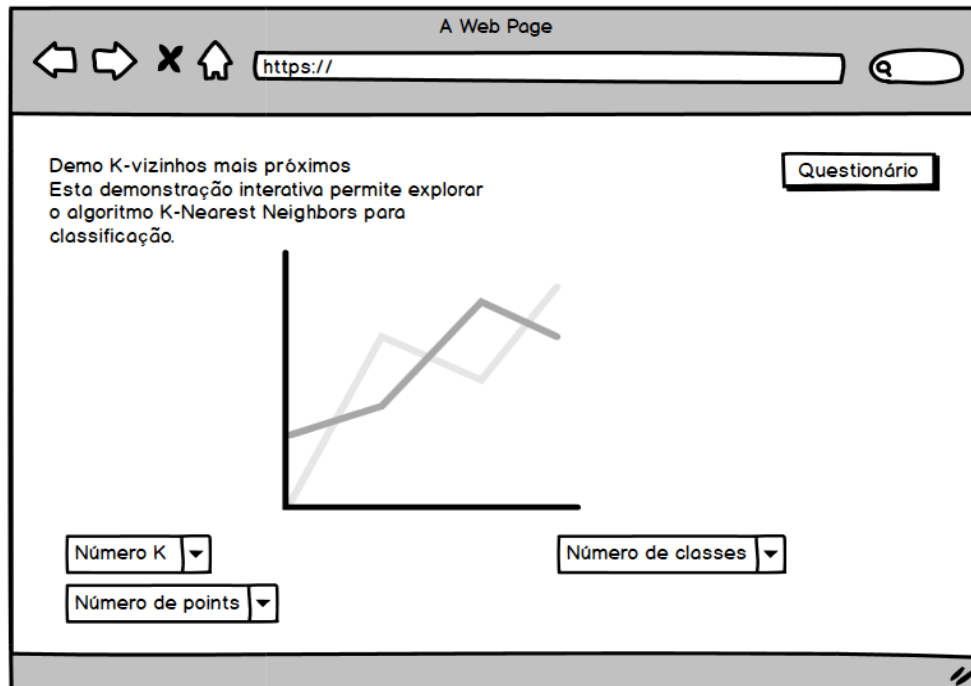 A Web Page
https://
Demo K-vizinhos mais próximos
Esta demonstração interativa permite explorar
o algoritmo K-Nearest Neighbors para
classificação.
Questionário
Número K
Número de classes
Número de points